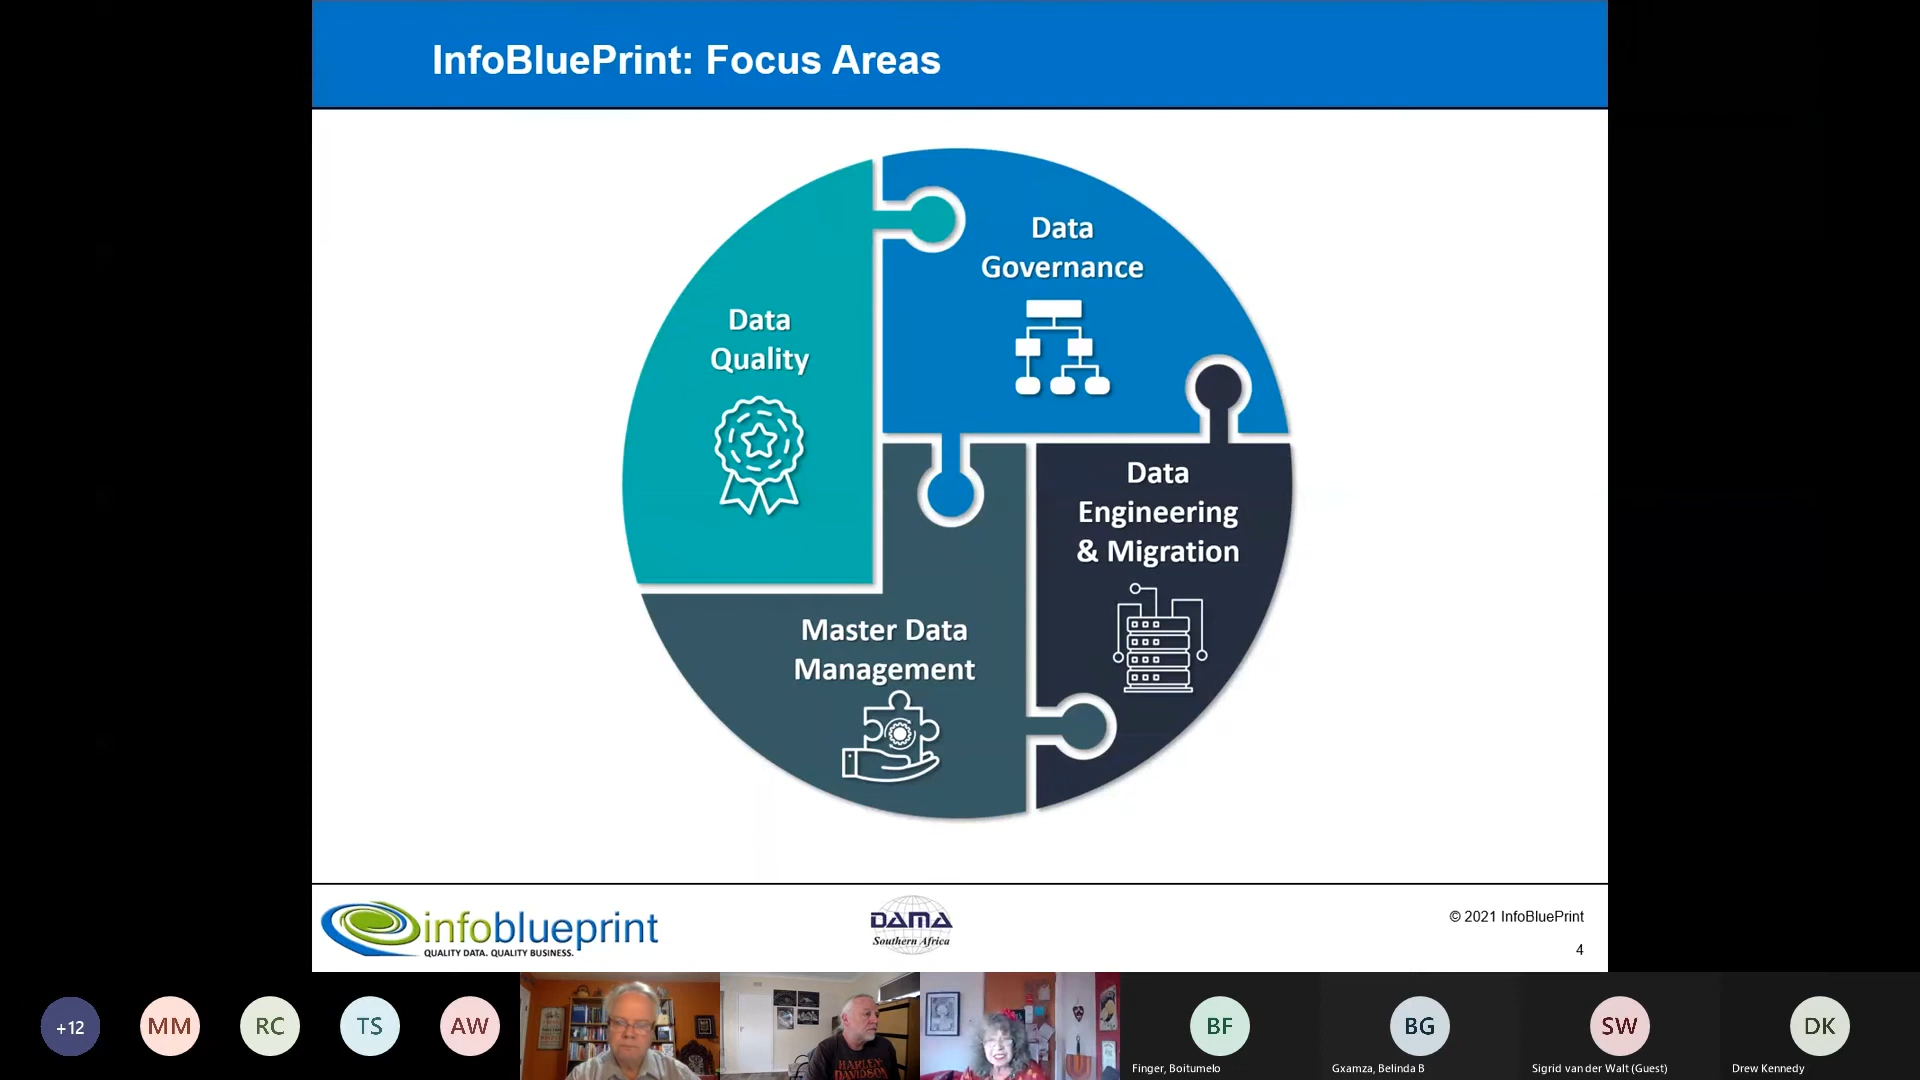 InfoBluePrint: Focus Areas
Data
Governance
Data
Quality
Data
Engineering
& Migration
Master Data
Management
infoblueprint
QUALITY DATA. QUALITY BUSINESS.
DAMA
Southern Africa
© 2021 InfoBluePrint
4
+12
MM
RC
TS
AW
HARLEY-
DAVIDSON
BF
BG
SW
DK
Finger, Boitumelo
Gxamza, Belinda B
Sigrid van der Walt (Guest)
Drew Kennedy